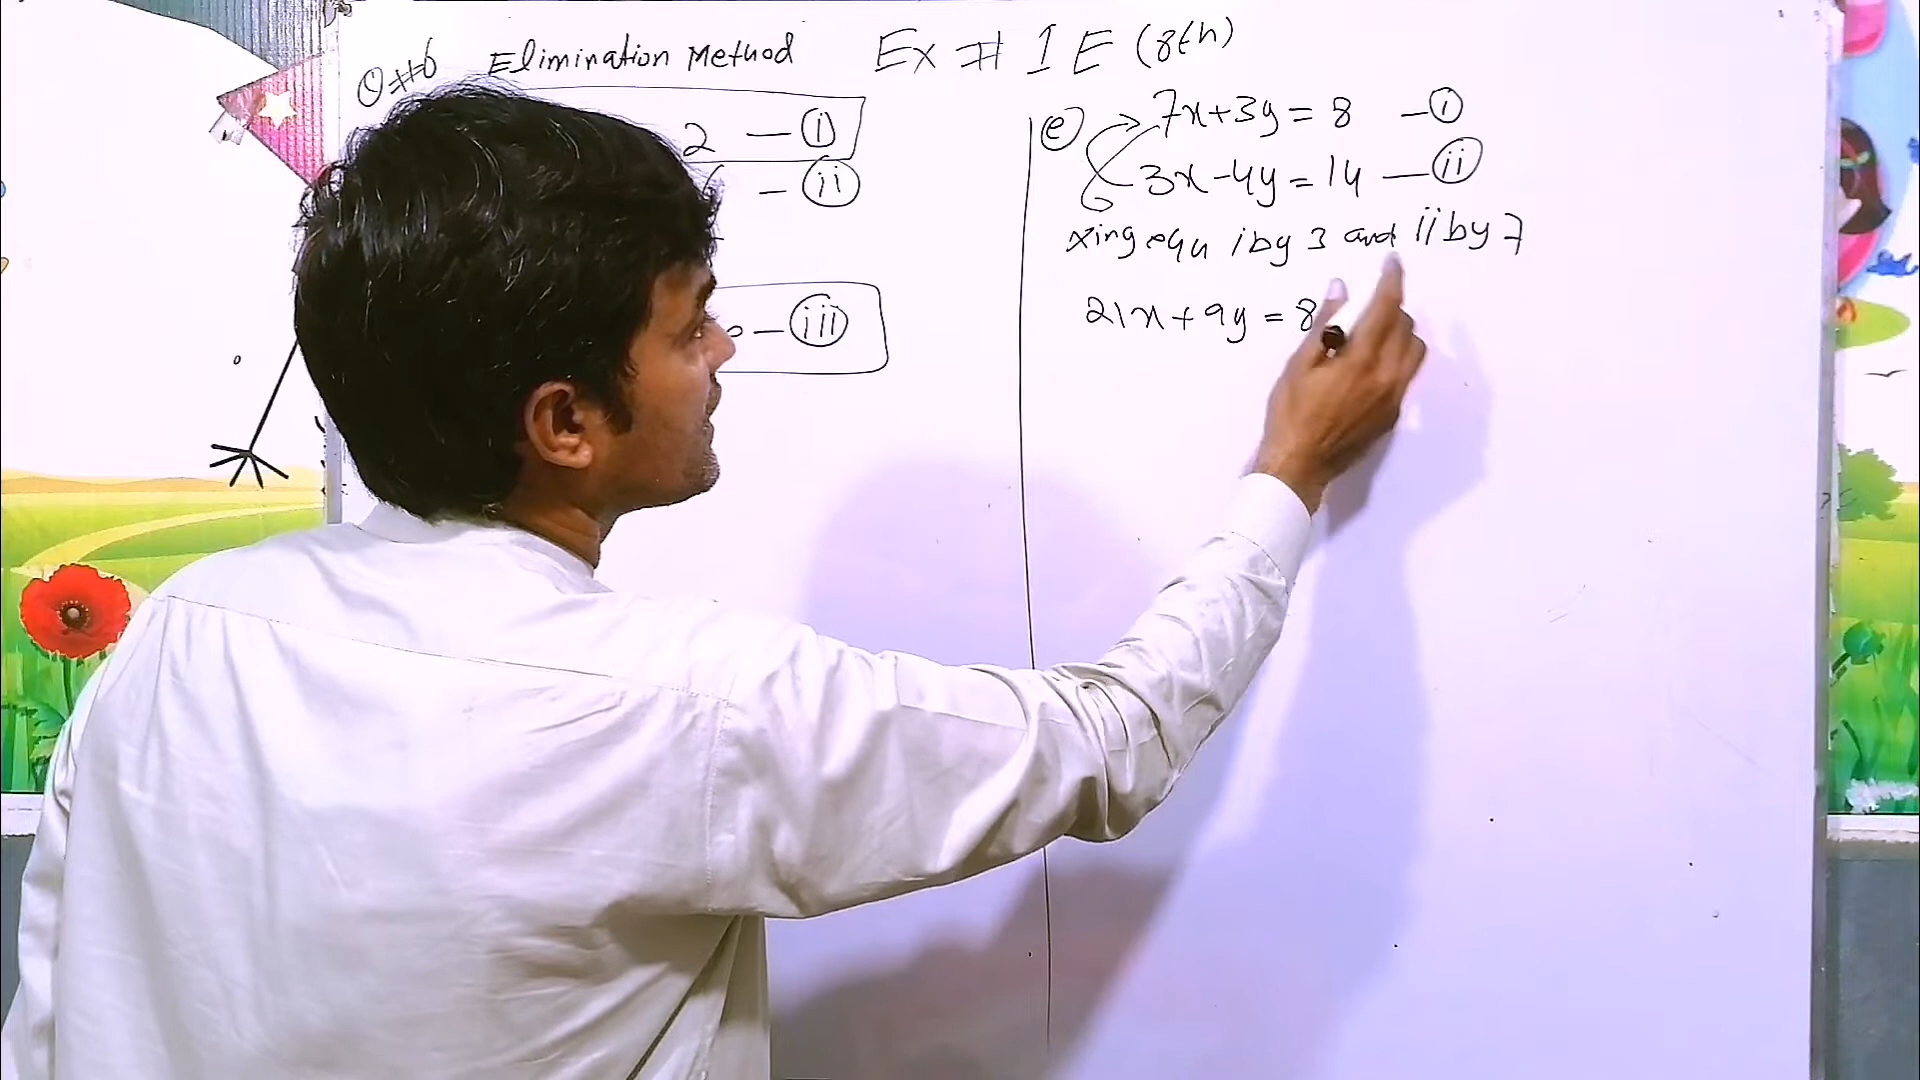 Q#6 Elimination Method Ex # 1E (8th)
2 — (i)
— (ii)
— (iii)
(e) 7x+3y = 8 — (i)
3x-4y = 14 — (ii)
xing equ i by 3 and ii by 7
21x + 9y = 8